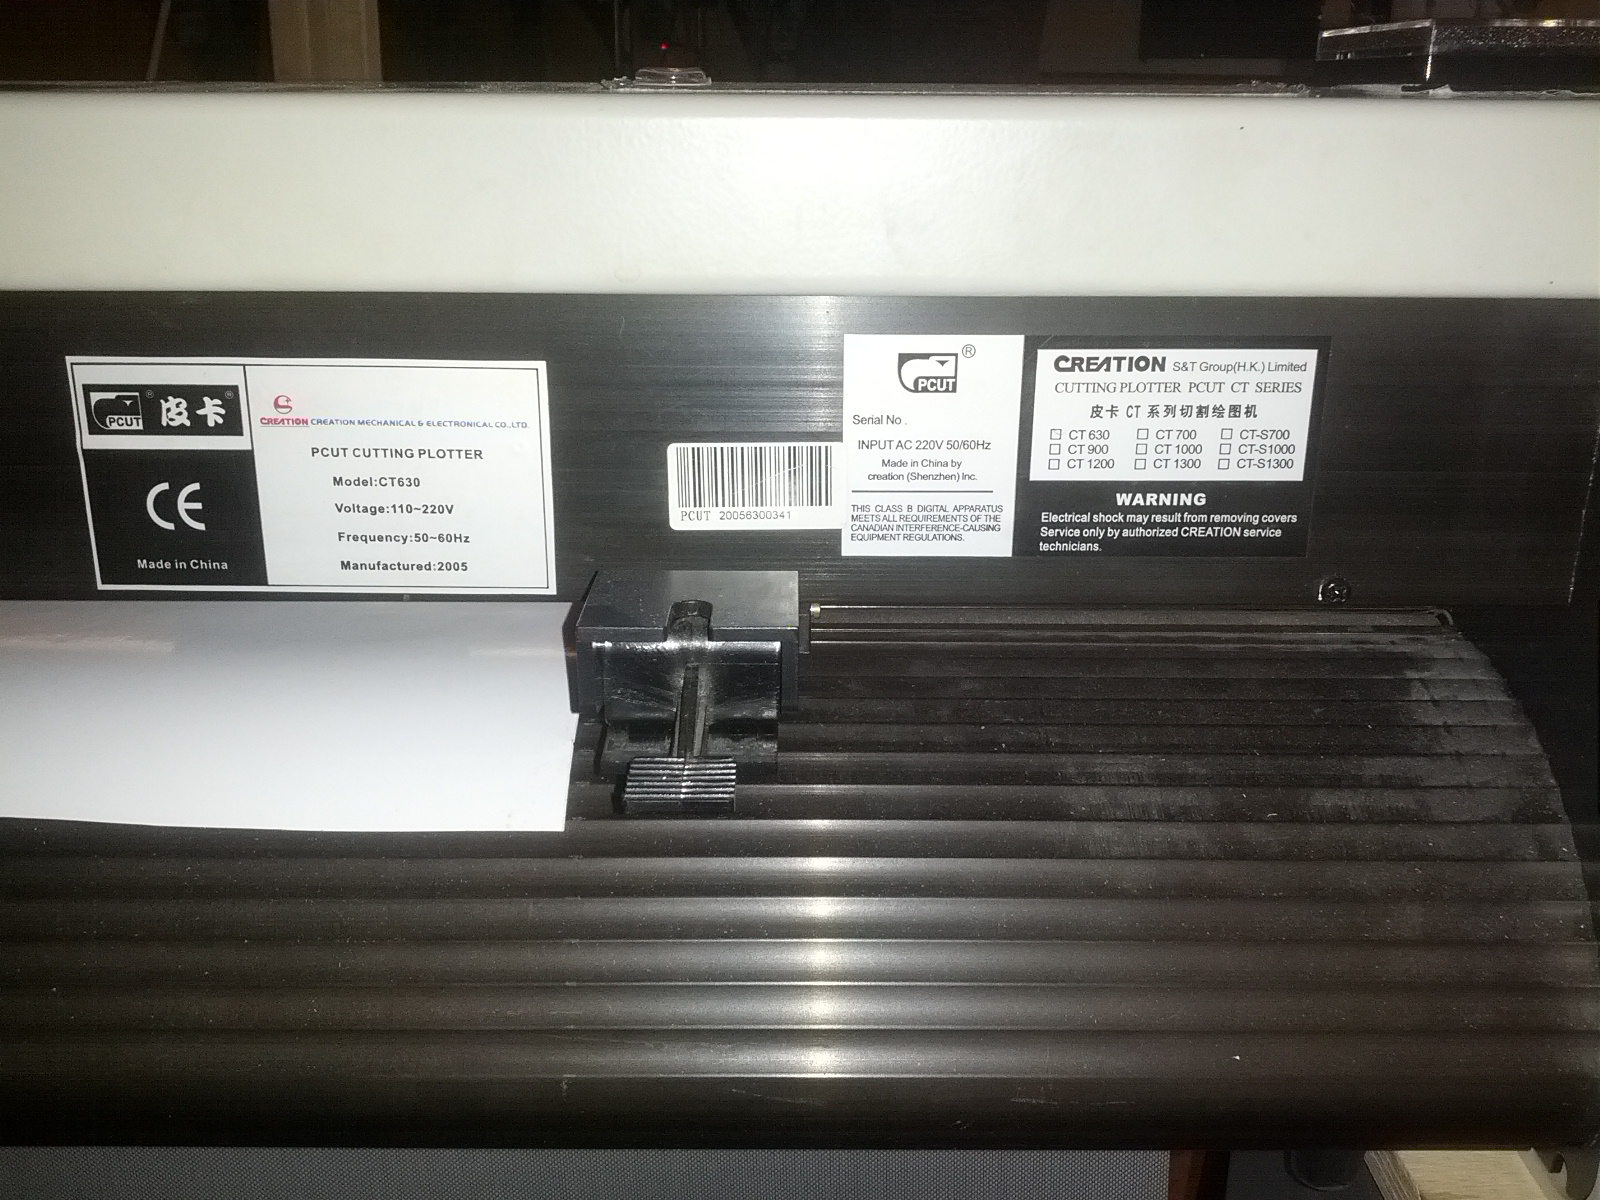 PCUT® 皮卡®
CE
Made in China
CREATION CREATION MECHANICAL & ELECTRONICAL CO.,LTD.
PCUT CUTTING PLOTTER
Model:CT630
Voltage:110~220V
Frequency:50~60Hz
Manufactured:2005
PCUT 20056300341
PCUT®
Serial No .
INPUT AC 220V 50/60Hz
Made in China by
creation (Shenzhen) Inc.
THIS CLASS B DIGITAL APPARATUS
MEETS ALL REQUIREMENTS OF THE
CANADIAN INTERFERENCE-CAUSING
EQUIPMENT REGULATIONS.
CREATION S&T Group(H.K.) Limited
CUTTING PLOTTER PCUT CT SERIES
皮卡 CT 系列切割绘图机
CT 630 CT 700 CT-S700
CT 900 CT 1000 CT-S1000
CT 1200 CT 1300 CT-S1300
WARNING
Electrical shock may result from removing covers
Service only by authorized CREATION service
technicians.